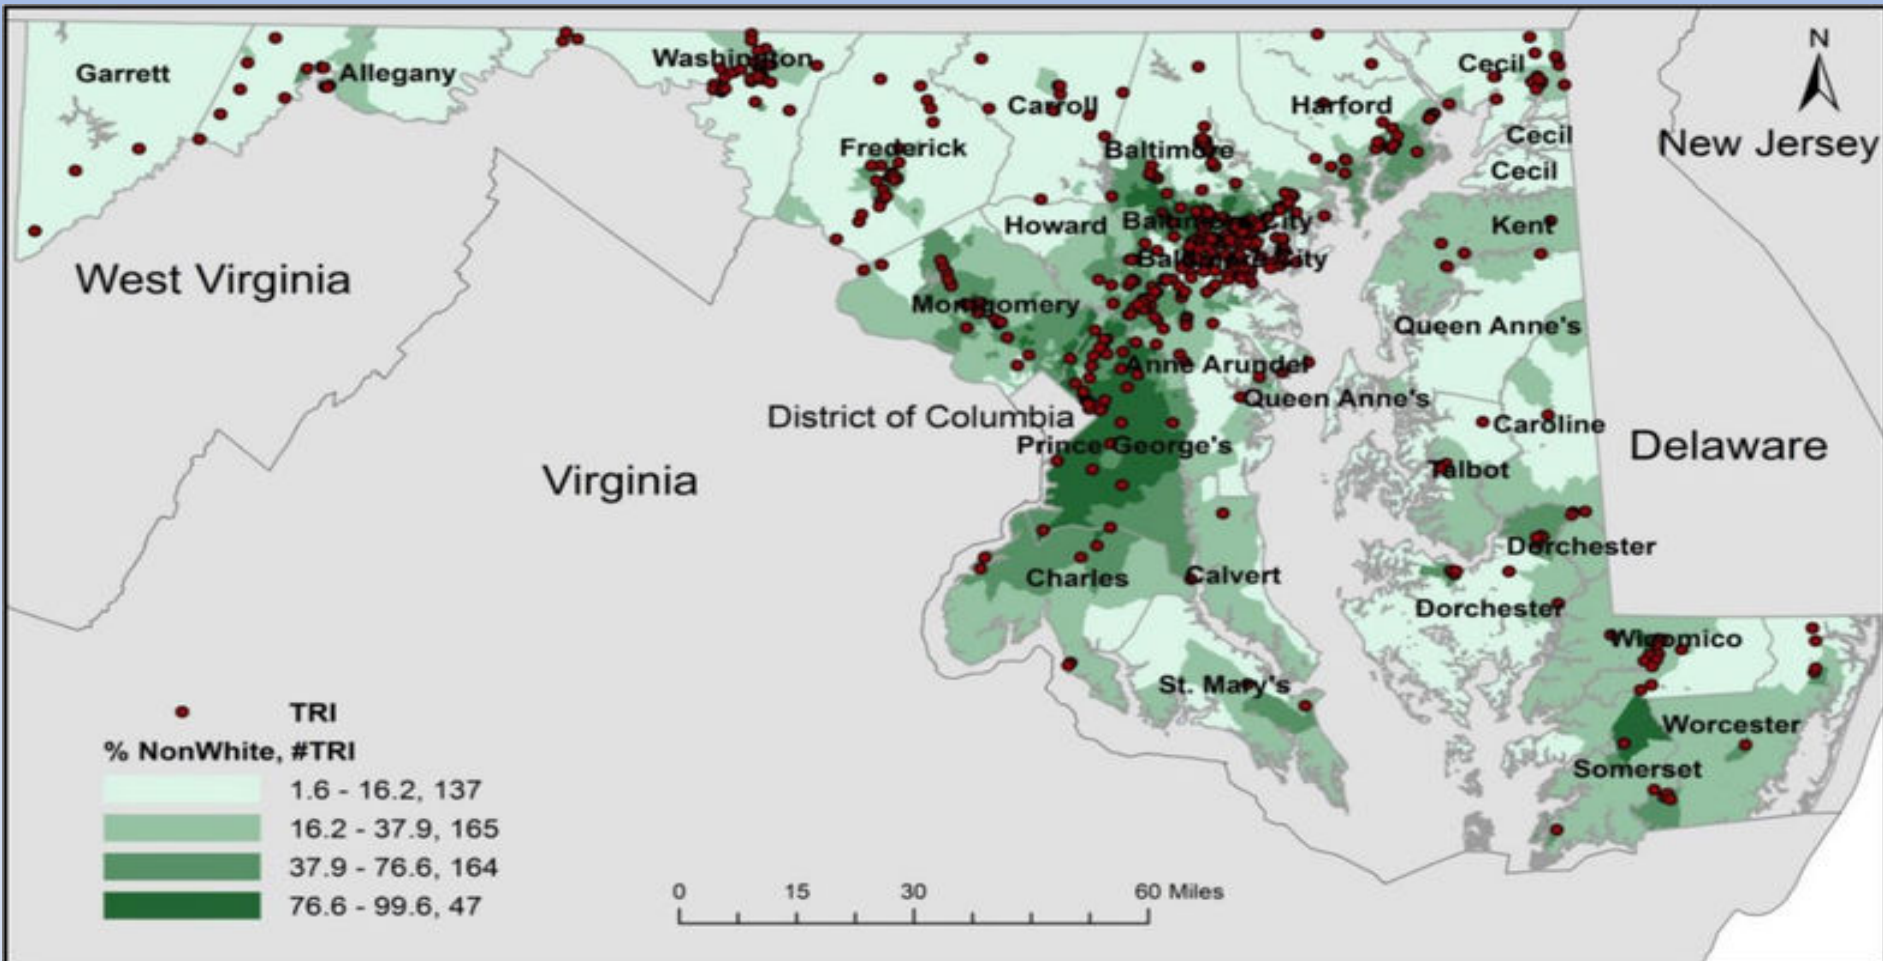 N
Garrett
Allegany
Washington
Frederick
Carroll
Baltimore
Harford
Cecil
Cecil
Cecil
New Jersey
Howard
Baltimore City
Baltimore City
Kent
West Virginia
Montgomery
Queen Anne's
Anne Arundel
Queen Anne's
District of Columbia
Caroline
Prince George's
Delaware
Talbot
Virginia
Dorchester
Charles
Calvert
Dorchester
Wicomico
St. Mary's
Worcester
Somerset
TRI
% NonWhite, #TRI
1.6 - 16.2, 137
16.2 - 37.9, 165
37.9 - 76.6, 164
76.6 - 99.6, 47
0 15 30 60 Miles